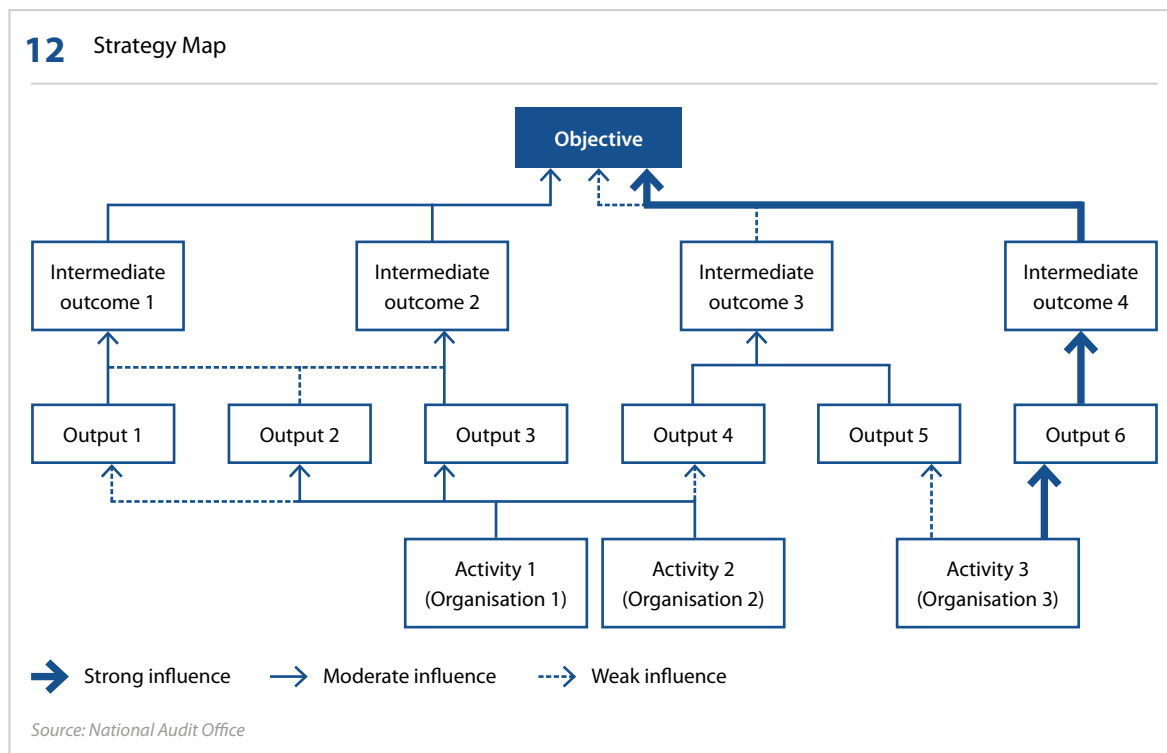 12 Strategy Map
Objective
Intermediate
outcome 1
Intermediate
outcome 2
Intermediate
outcome 3
Intermediate
outcome 4
Output 1
Output 2
Output 3
Output 4
Output 5
Output 6
Activity 1
(Organisation 1)
Activity 2
(Organisation 2)
Activity 3
(Organisation 3)
Strong influence
Moderate influence
Weak influence
Source: National Audit Office